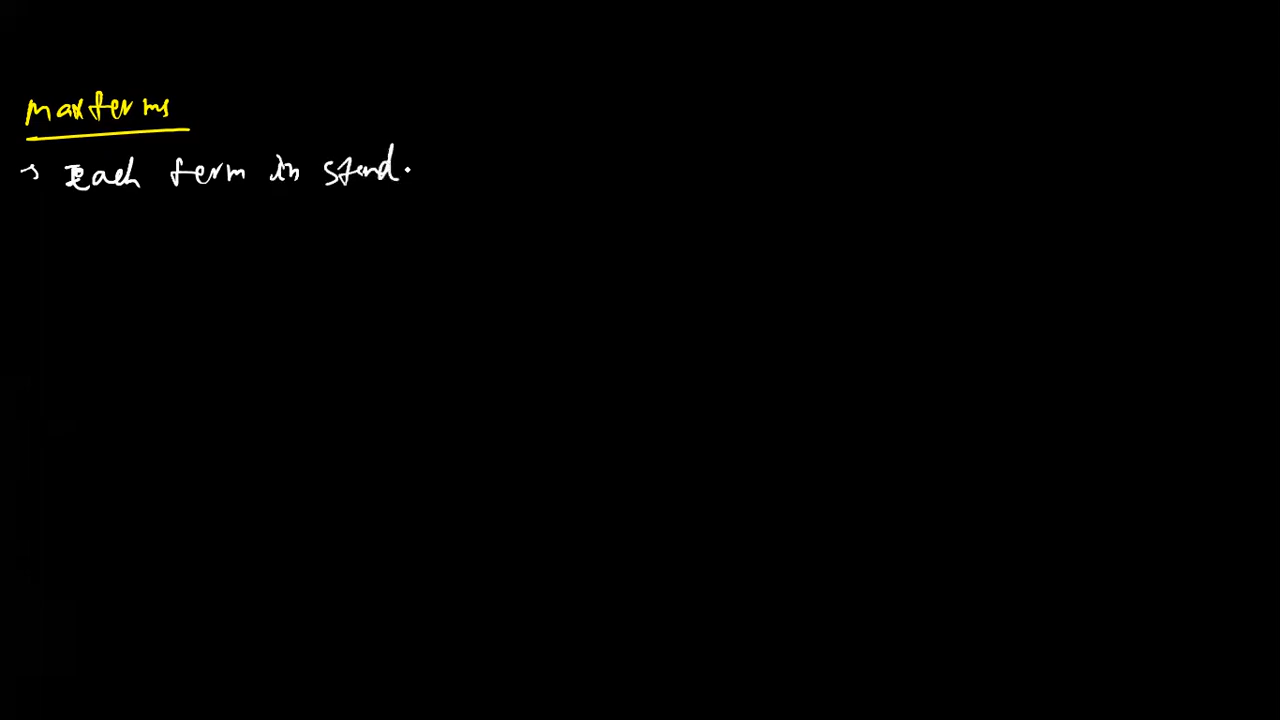 Maxterms
→ Each term in stand.